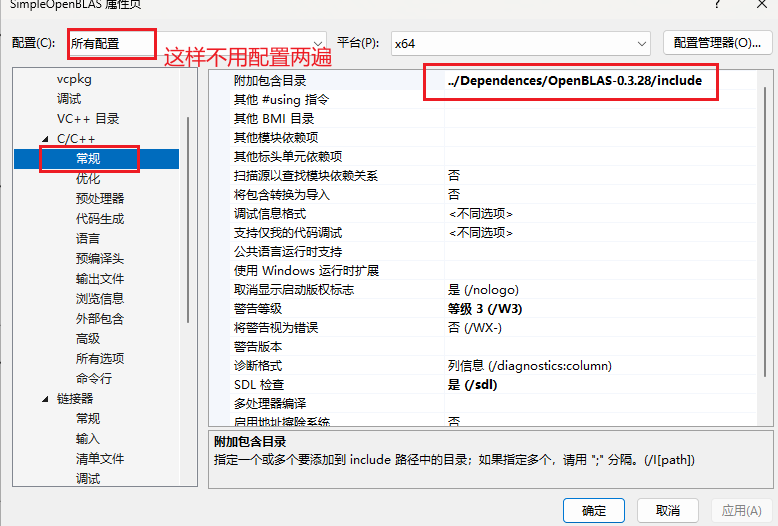 SimpleOpenBLAS 属性页
配置(C):
所有配置
这样不用配置两遍
平台(P):
x64
配置管理器(O)...
vcpkg
调试
VC++ 目录
C/C++
常规
优化
预处理器
代码生成
语言
预编译头
输出文件
浏览信息
外部包含
高级
所有选项
命令行
链接器
常规
输入
清单文件
调试
附加包含目录 ../Dependences/OpenBLAS-0.3.28/include
其他 #using 指令
其他 BMI 目录
其他模块依赖项
其他标头单元依赖项
扫描源以查找模块依赖关系 否
将包含转换为导入 否
调试信息格式 <不同选项>
支持仅我的代码调试 <不同选项>
公共语言运行时支持
使用 Windows 运行时扩展
取消显示启动版权标志 是 (/nologo)
警告等级 等级 3 (/W3)
将警告视为错误 否 (/WX-)
警告版本
诊断格式 列信息 (/diagnostics:column)
SDL 检查 是 (/sdl)
多处理器编译
启用地址擦除系统 否
附加包含目录
指定一个或多个要添加到 include 路径中的目录；如果指定多个，请用 ";" 分隔。(/I[path])
确定
取消
应用(A)